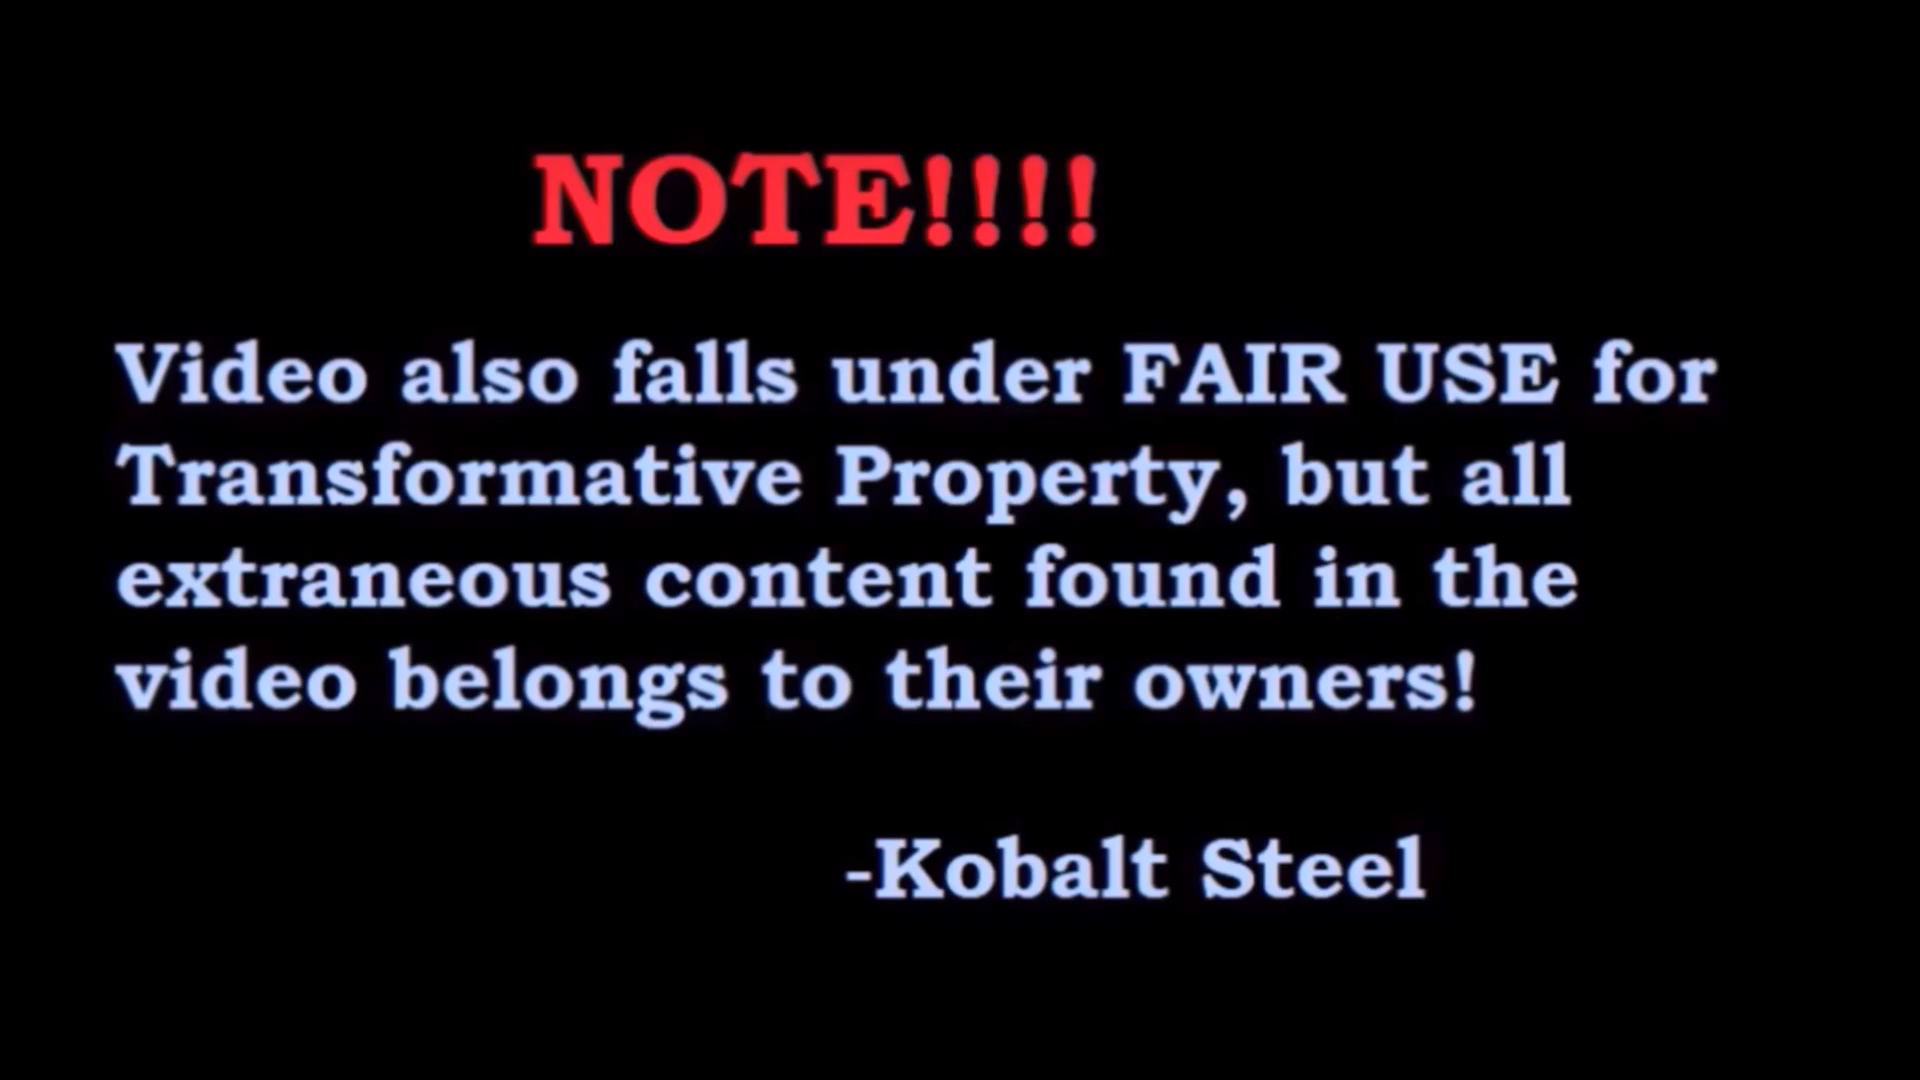 NOTE!!!!
Video also falls under FAIR USE for
Transformative Property, but all
extraneous content found in the
video belongs to their owners!
-Kobalt Steel